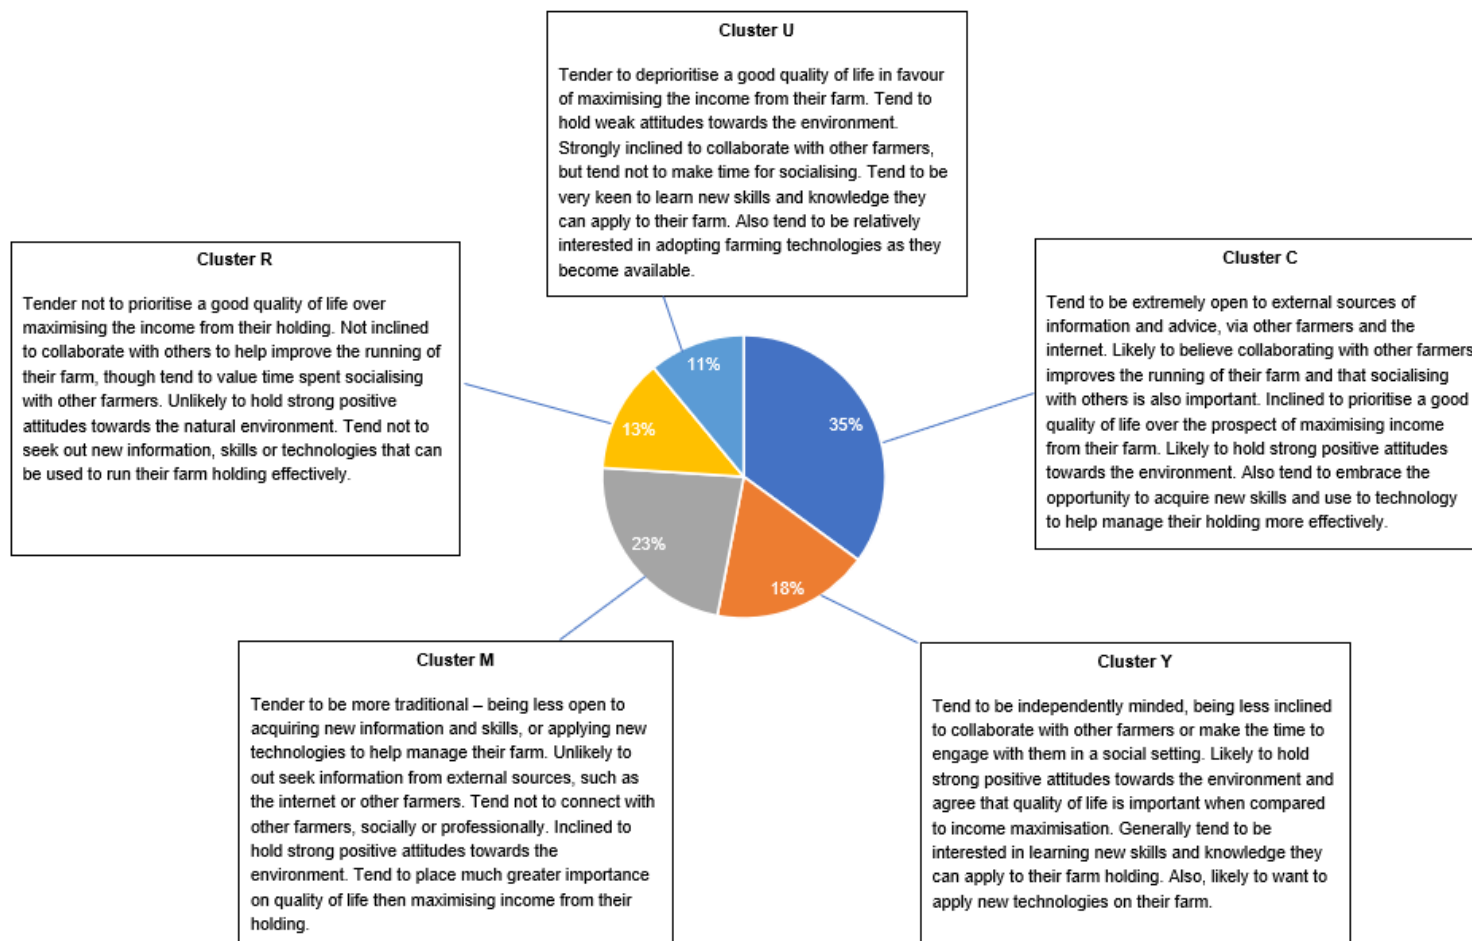 Cluster U
Tender to deprioritise a good quality of life in favour
of maximising the income from their farm. Tend to
hold weak attitudes towards the environment.
Strongly inclined to collaborate with other farmers,
but tend not to make time for socialising. Tend to be
very keen to learn new skills and knowledge they
can apply to their farm. Also tend to be relatively
interested in adopting farming technologies as they
become available.
Cluster R
Tender not to prioritise a good quality of life over
maximising the income from their holding. Not inclined
to collaborate with others to help improve the running of
their farm, though tend to value time spent socialising
with other farmers. Unlikely to hold strong positive
attitudes towards the natural environment. Tend not to
seek out new information, skills or technologies that can
be used to run their farm holding effectively.
Cluster C
Tend to be extremely open to external sources of
information and advice, via other farmers and the
internet. Likely to believe collaborating with other farmers
improves the running of their farm and that socialising
with others is also important. Inclined to prioritise a good
quality of life over the prospect of maximising income
from their farm. Likely to hold strong positive attitudes
towards the environment. Also tend to embrace the
opportunity to acquire new skills and use to technology
to help manage their holding more effectively.
11%
35%
13%
23%
18%
Cluster M
Tender to be more traditional – being less open to
acquiring new information and skills, or applying new
technologies to help manage their farm. Unlikely to
out seek information from external sources, such as
the internet or other farmers. Tend not to connect with
other farmers, socially or professionally. Inclined to
hold strong positive attitudes towards the
environment. Tend to place much greater importance
on quality of life then maximising income from their
holding.
Cluster Y
Tend to be independently minded, being less inclined
to collaborate with other farmers or make the time to
engage with them in a social setting. Likely to hold
strong positive attitudes towards the environment and
agree that quality of life is important when compared
to income maximisation. Generally tend to be
interested in learning new skills and knowledge they
can apply to their farm holding. Also, likely to want to
apply new technologies on their farm.